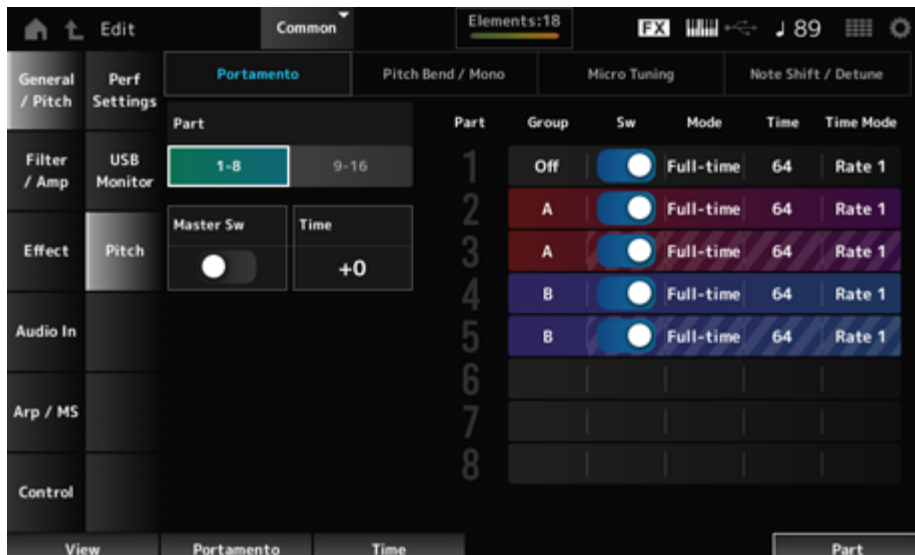 Edit
Common
Elements:18
FX
♩ 89
General / Pitch
Filter / Amp
Effect
Audio In
Arp / MS
Control
Perf Settings
USB Monitor
Pitch
Portamento
Pitch Bend / Mono
Micro Tuning
Note Shift / Detune
Part
1-8
9-16
Master Sw
Time
+0
Part Group Sw Mode Time Time Mode
1 Off Full-time 64 Rate 1
2 A Full-time 64 Rate 1
3 A Full-time 64 Rate 1
4 B Full-time 64 Rate 1
5 B Full-time 64 Rate 1
6
7
8
View
Portamento
Time
Part